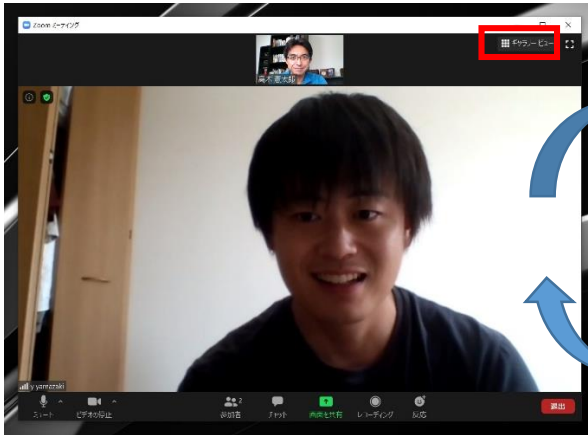 Zoom ミーティング
ギャラリー ビュー
高木憲太郎
y.yamazaki
ミュート
ビデオの停止
2
参加者
チャット
画面を共有
レコーディング
反応
退出